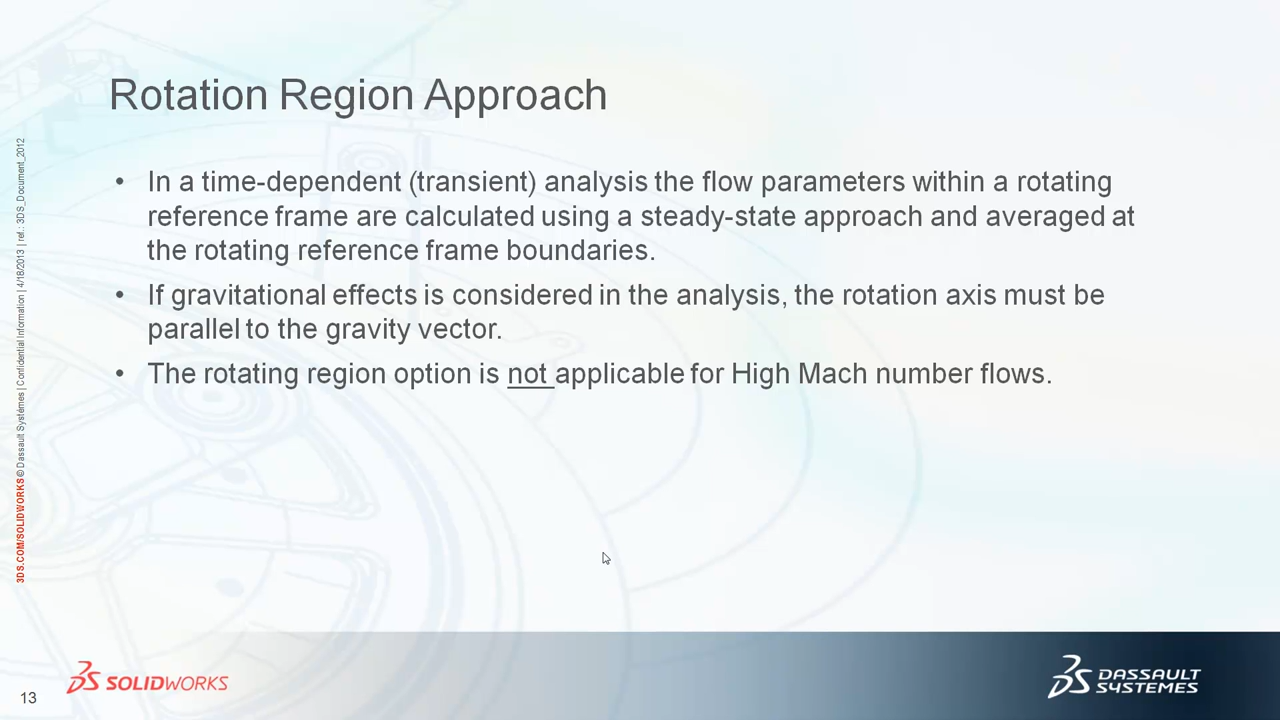 Rotation Region Approach
• In a time-dependent (transient) analysis the flow parameters within a rotating
reference frame are calculated using a steady-state approach and averaged at
the rotating reference frame boundaries.
• If gravitational effects is considered in the analysis, the rotation axis must be
parallel to the gravity vector.
• The rotating region option is not applicable for High Mach number flows.
3DS.COM/SOLIDWORKS © Dassault Systèmes | Confidential Information | 4/18/2013 | ref.: 3DS_Document_2012
13
SOLIDWORKS
DASSAULT
SYSTEMES